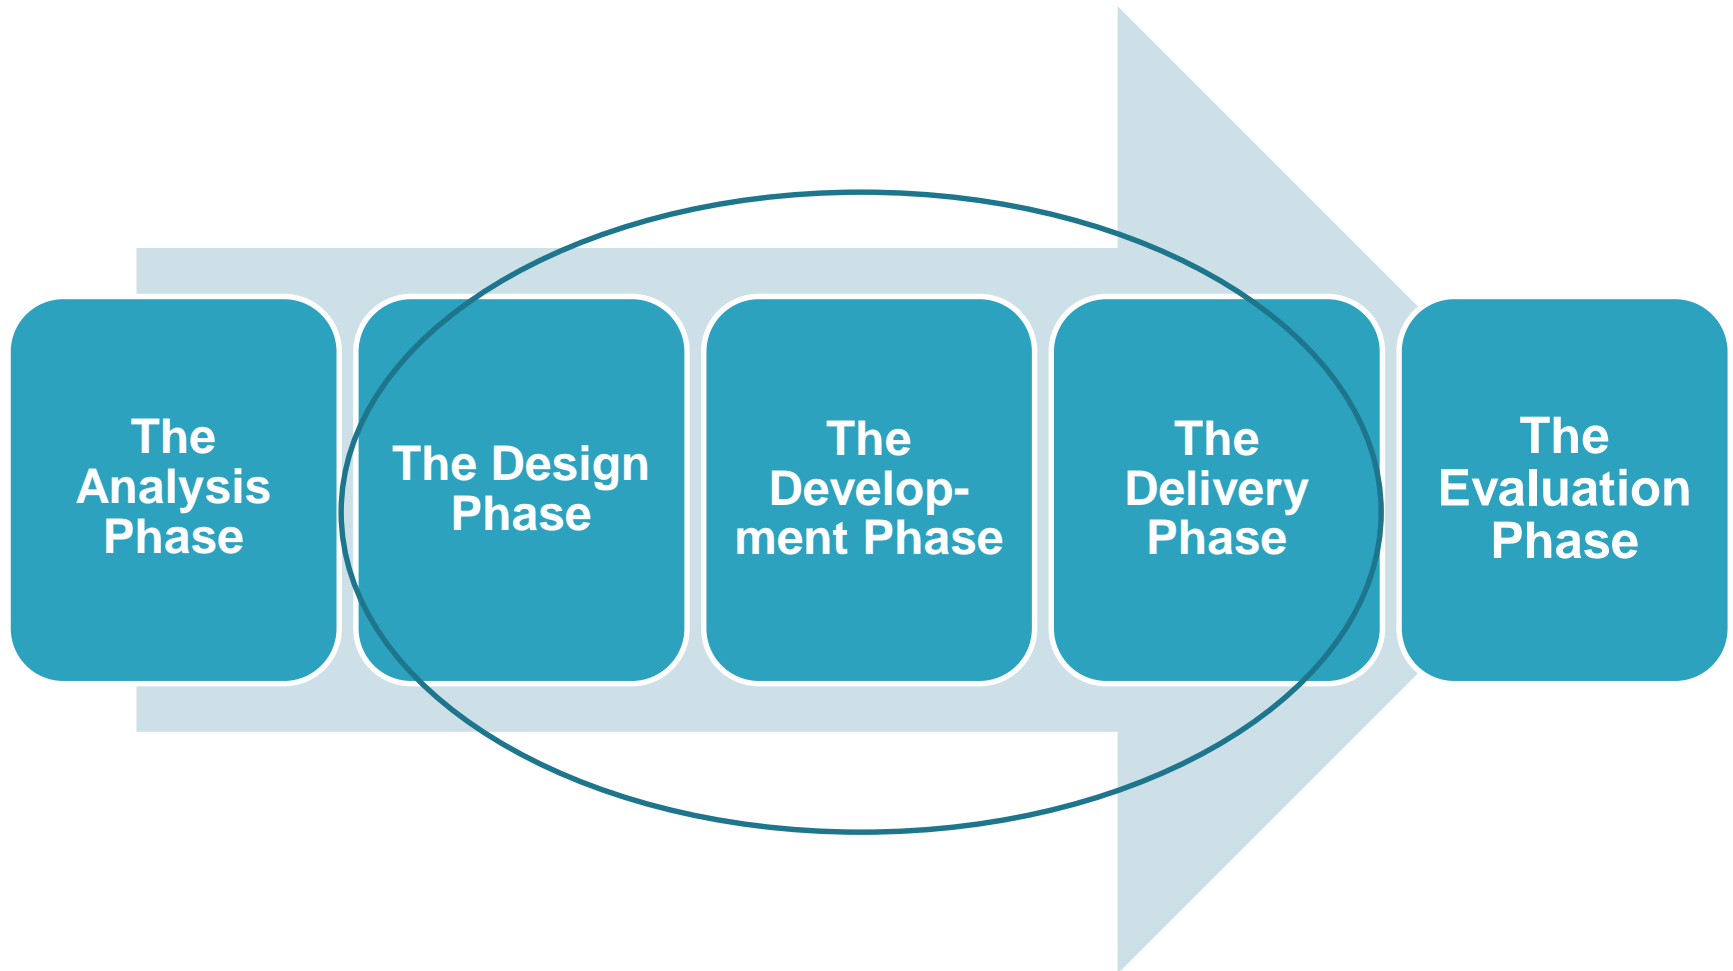 The
Analysis
Phase
The Design
Phase
The
Develop-
ment Phase
The
Delivery
Phase
The
Evaluation
Phase